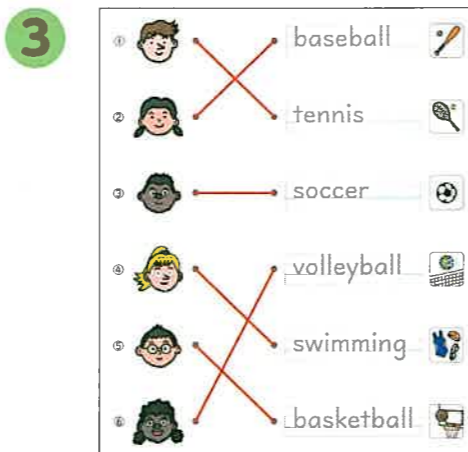 3
① baseball
② tennis
③ soccer
④ volleyball
⑤ swimming
⑥ basketball